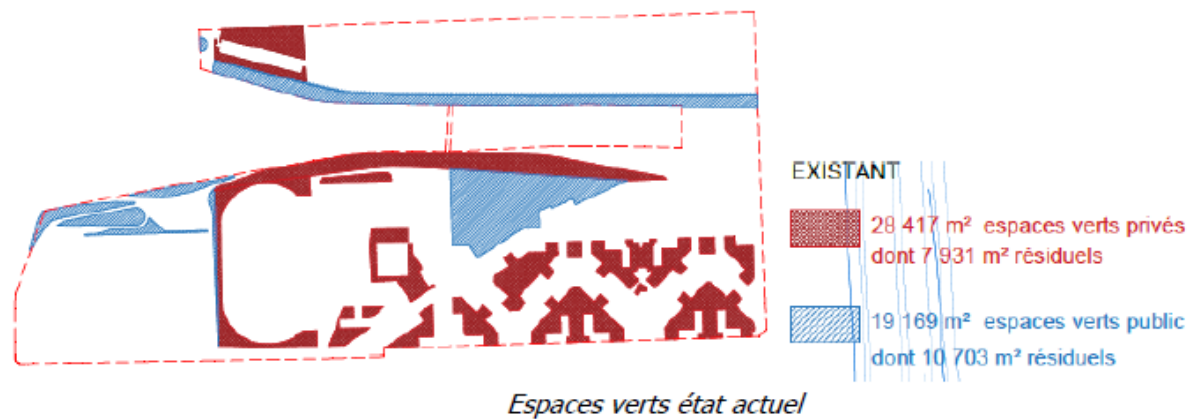 EXISTANT
28 417 m² espaces verts privés
dont 7 931 m² résiduels
19 169 m² espaces verts public
dont 10 703 m² résiduels
Espaces verts état actuel